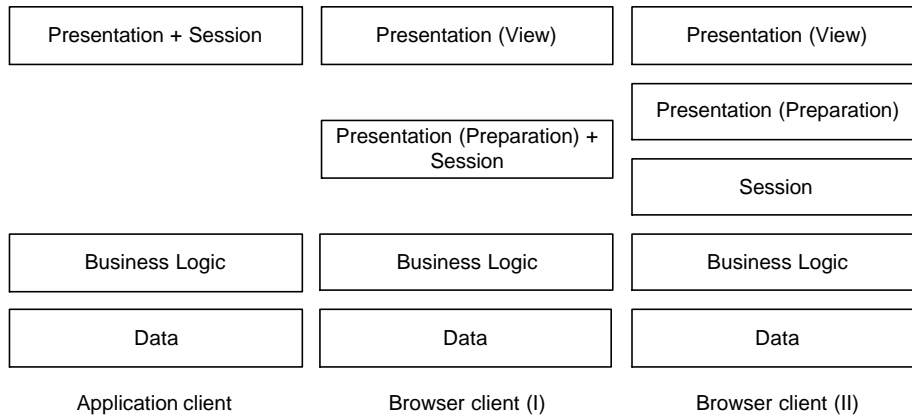 Presentation + Session
Presentation (View)
Presentation (View)
Presentation (Preparation)
Presentation (Preparation) +
Session
Session
Business Logic
Business Logic
Business Logic
Data
Data
Data
Application client
Browser client (I)
Browser client (II)